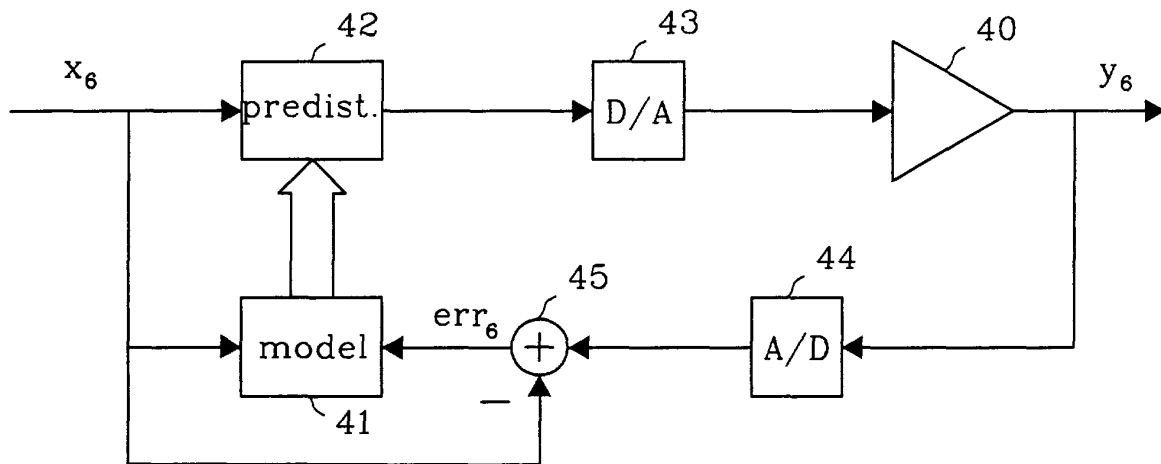 42
43
40
x₆
predist.
D/A
y₆
45
44
err₆
model
+
A/D
−
41